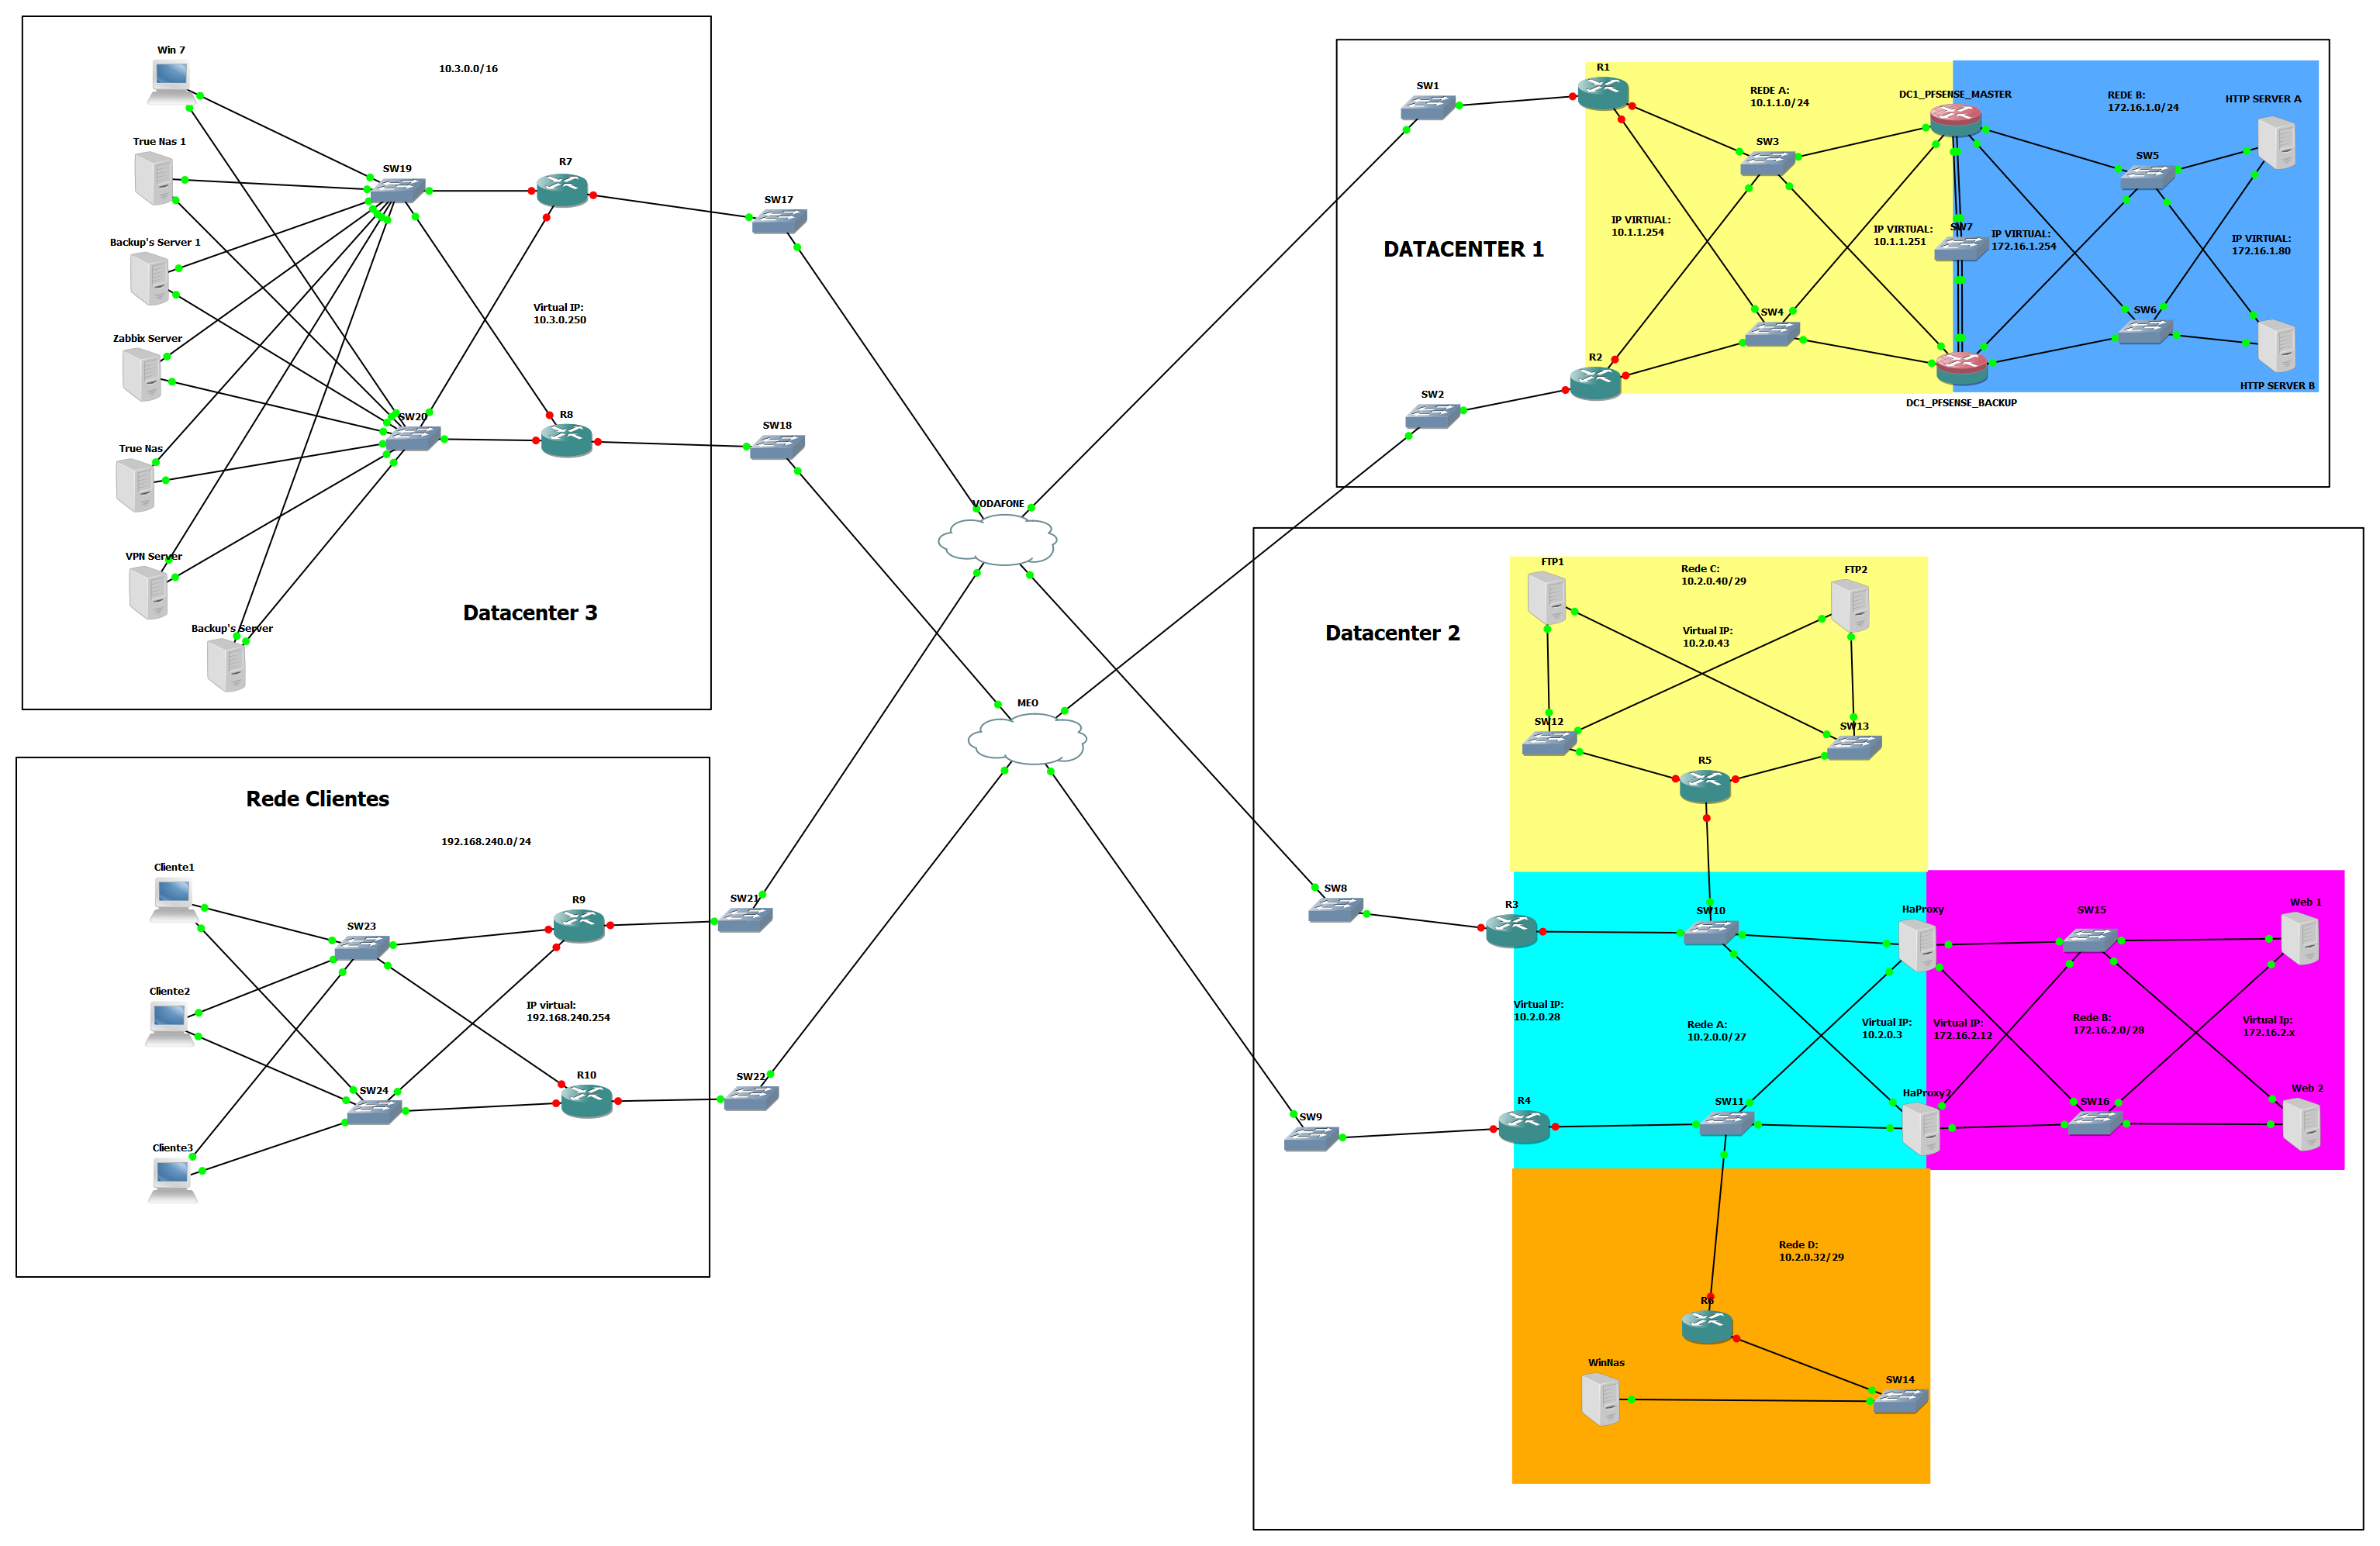 Win 7
10.3.0.0/16
True Nas 1
SW19
R7
Backup's Server 1
SW17
Virtual IP:
10.3.0.250
Zabbix Server
SW20
R8
SW18
True Nas
VPN Server
Backup's Server
Datacenter 3
VODAFONE
MEO
Rede Clientes
192.168.240.0/24
Cliente1
SW23
R9
SW21
Cliente2
IP virtual:
192.168.240.254
SW24
R10
SW22
Cliente3
DATACENTER 1
SW1
R1
REDE A:
10.1.1.0/24
DC1_PFSENSE_MASTER
REDE B:
172.16.1.0/24
HTTP SERVER A
SW3
SW5
IP VIRTUAL:
10.1.1.254
IP VIRTUAL:
10.1.1.251
SW7
IP VIRTUAL:
172.16.1.254
IP VIRTUAL:
172.16.1.80
SW4
SW6
SW2
R2
DC1_PFSENSE_BACKUP
HTTP SERVER B
Datacenter 2
FTP1
Rede C:
10.2.0.40/29
FTP2
Virtual IP:
10.2.0.43
SW12
SW13
R5
SW8
R3
SW10
HaProxy
SW15
Web 1
Virtual IP:
10.2.0.28
Rede A:
10.2.0.0/27
Virtual IP:
10.2.0.3
Virtual IP:
172.16.2.12
Rede B:
172.16.2.0/28
Virtual Ip:
172.16.2.x
SW9
R4
SW11
HaProxy2
SW16
Web 2
Rede D:
10.2.0.32/29
R6
WinNas
SW14